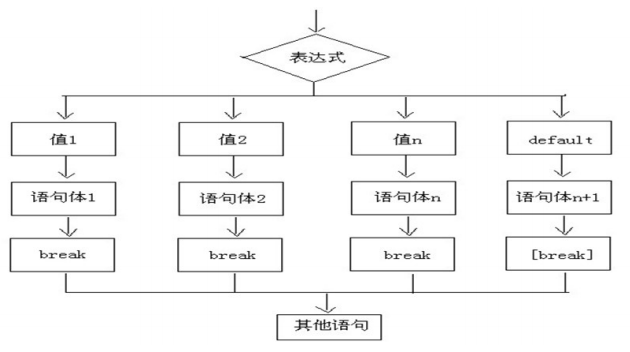 表达式
值1
值2
值n
default
语句体1
语句体2
语句体n
语句体n+1
break
break
break
[break]
其他语句